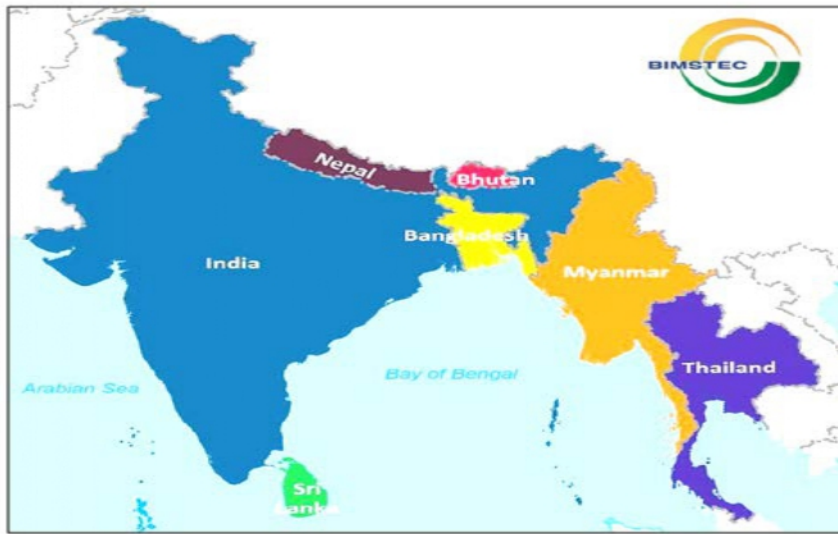 BIMSTEC
Nepal
Bhutan
Bangladesh
India
Myanmar
Thailand
Arabian Sea
Bay of Bengal
Sri
Lanka